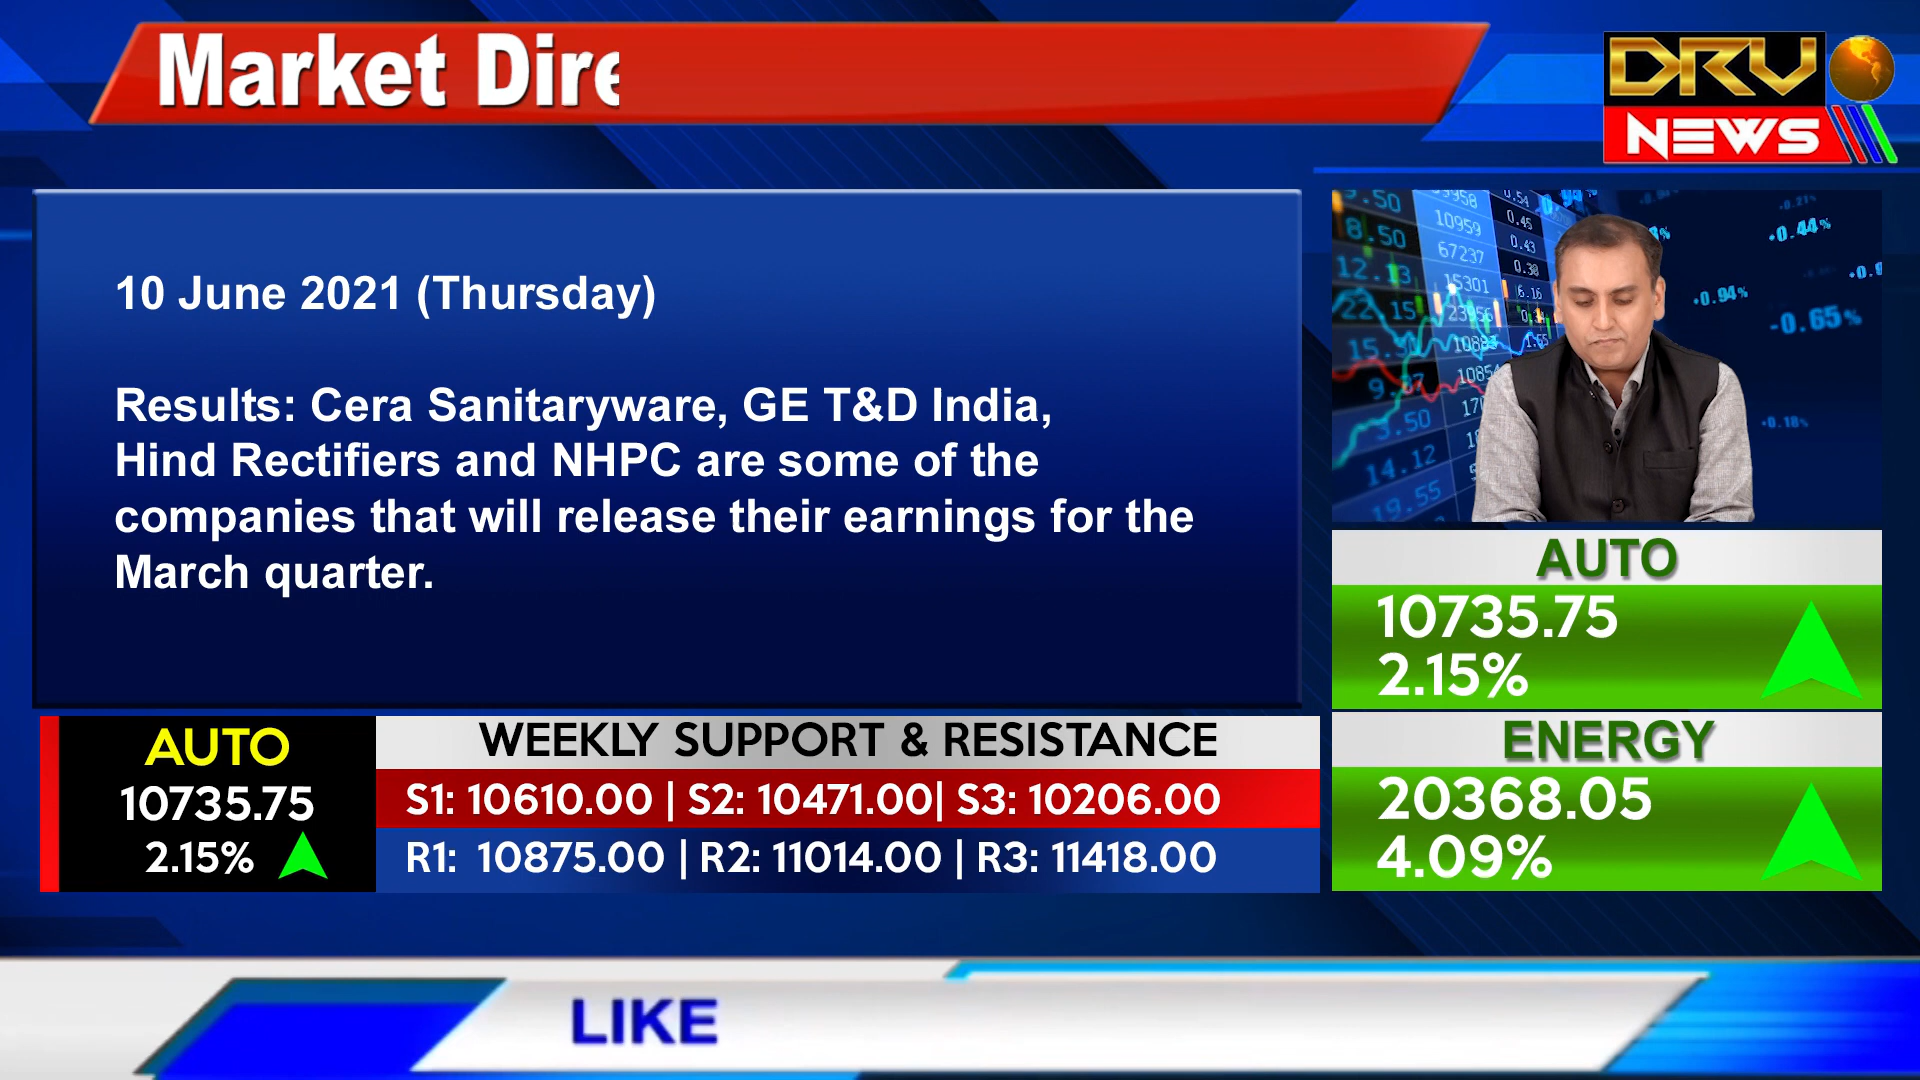 Market Dire
DRV
NEWS
10 June 2021 (Thursday)
Results: Cera Sanitaryware, GE T&D India,
Hind Rectifiers and NHPC are some of the
companies that will release their earnings for the
March quarter.
AUTO
10735.75
2.15%
ENERGY
20368.05
4.09%
AUTO
10735.75
2.15%
WEEKLY SUPPORT & RESISTANCE
S1: 10610.00 | S2: 10471.00| S3: 10206.00
R1: 10875.00 | R2: 11014.00 | R3: 11418.00
LIKE